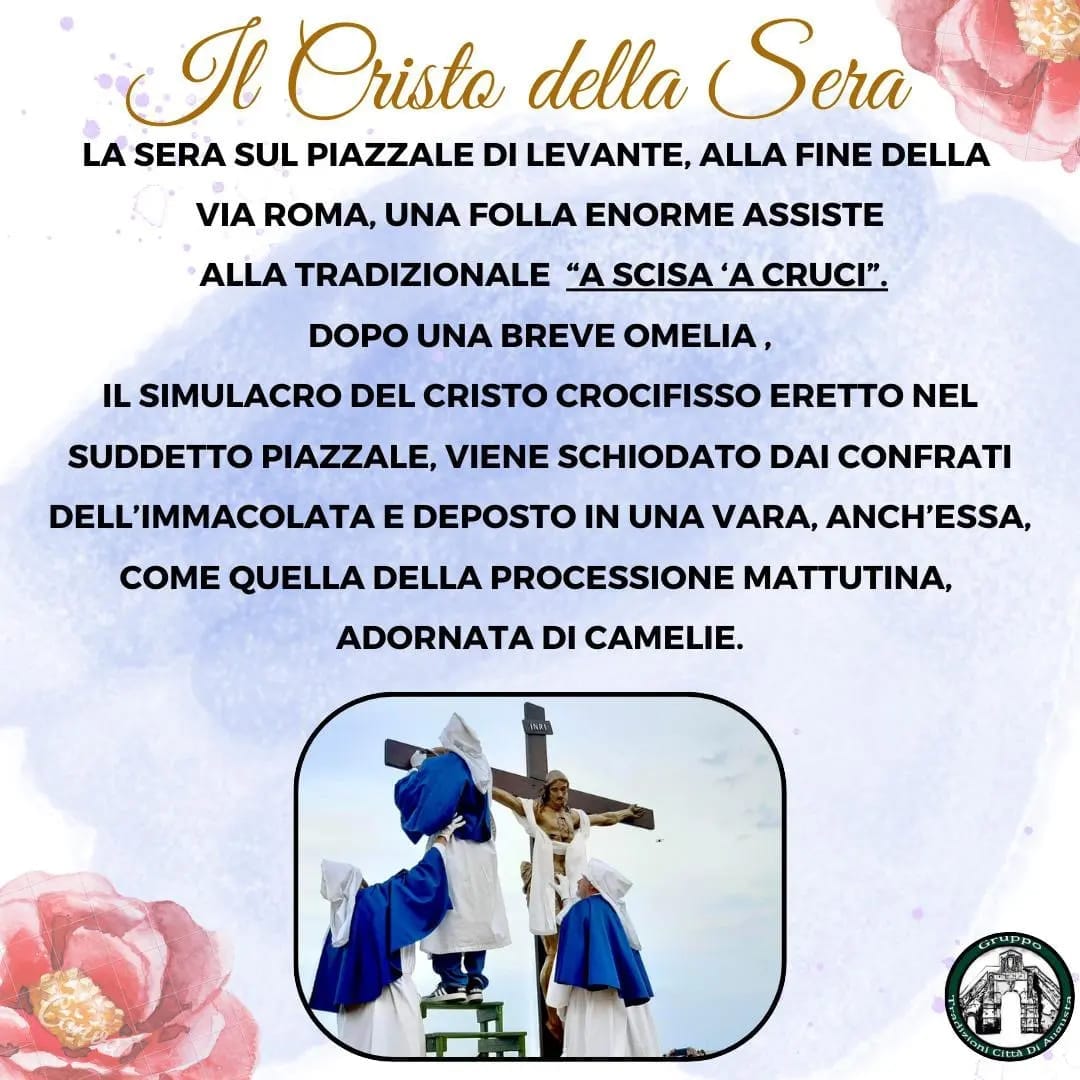 Il Cristo della Sera
LA SERA SUL PIAZZALE DI LEVANTE, ALLA FINE DELLA
VIA ROMA, UNA FOLLA ENORME ASSISTE
ALLA TRADIZIONALE “A SCISA ‘A CRUCI”.
DOPO UNA BREVE OMELIA ,
IL SIMULACRO DEL CRISTO CROCIFISSO ERETTO NEL
SUDDETTO PIAZZALE, VIENE SCHIODATO DAI CONFRATI
DELL’IMMACOLATA E DEPOSTO IN UNA VARA, ANCH’ESSA,
COME QUELLA DELLA PROCESSIONE MATTUTINA,
ADORNATA DI CAMELIE.
INRI
Gruppo
Tradizioni Città Di Augusta